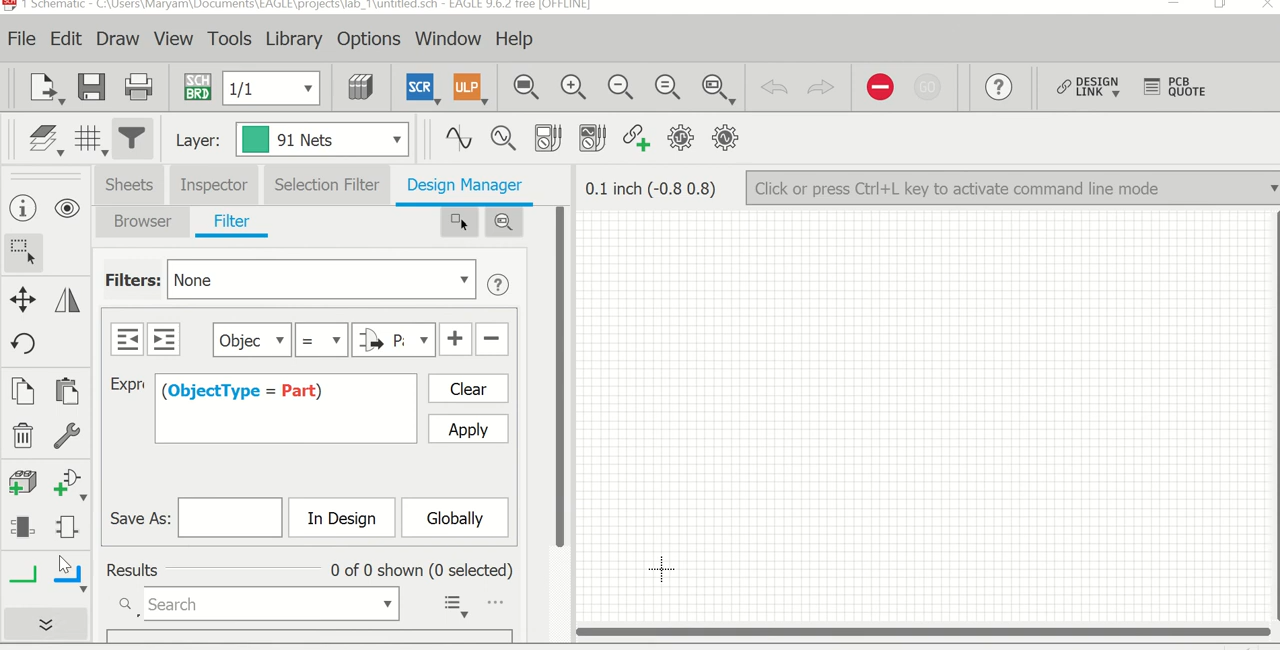 1 Schematic - C:\Users\Maryam\Documents\EAGLE\projects\lab_1\untitled.sch - EAGLE 9.6.2 free [OFFLINE]
File Edit Draw View Tools Library Options Window Help
SCH BRD 1/1 SCR ULP GO ? DESIGN LINK PCB QUOTE
Layer: 91 Nets
Sheets Inspector Selection Filter Design Manager
0.1 inch (-0.8 0.8) Click or press Ctrl+L key to activate command line mode
Browser Filter
Filters: None ?
Objec = Pa + -
Expre (ObjectType = Part) Clear
Apply
Save As: In Design Globally
Results 0 of 0 shown (0 selected)
Search